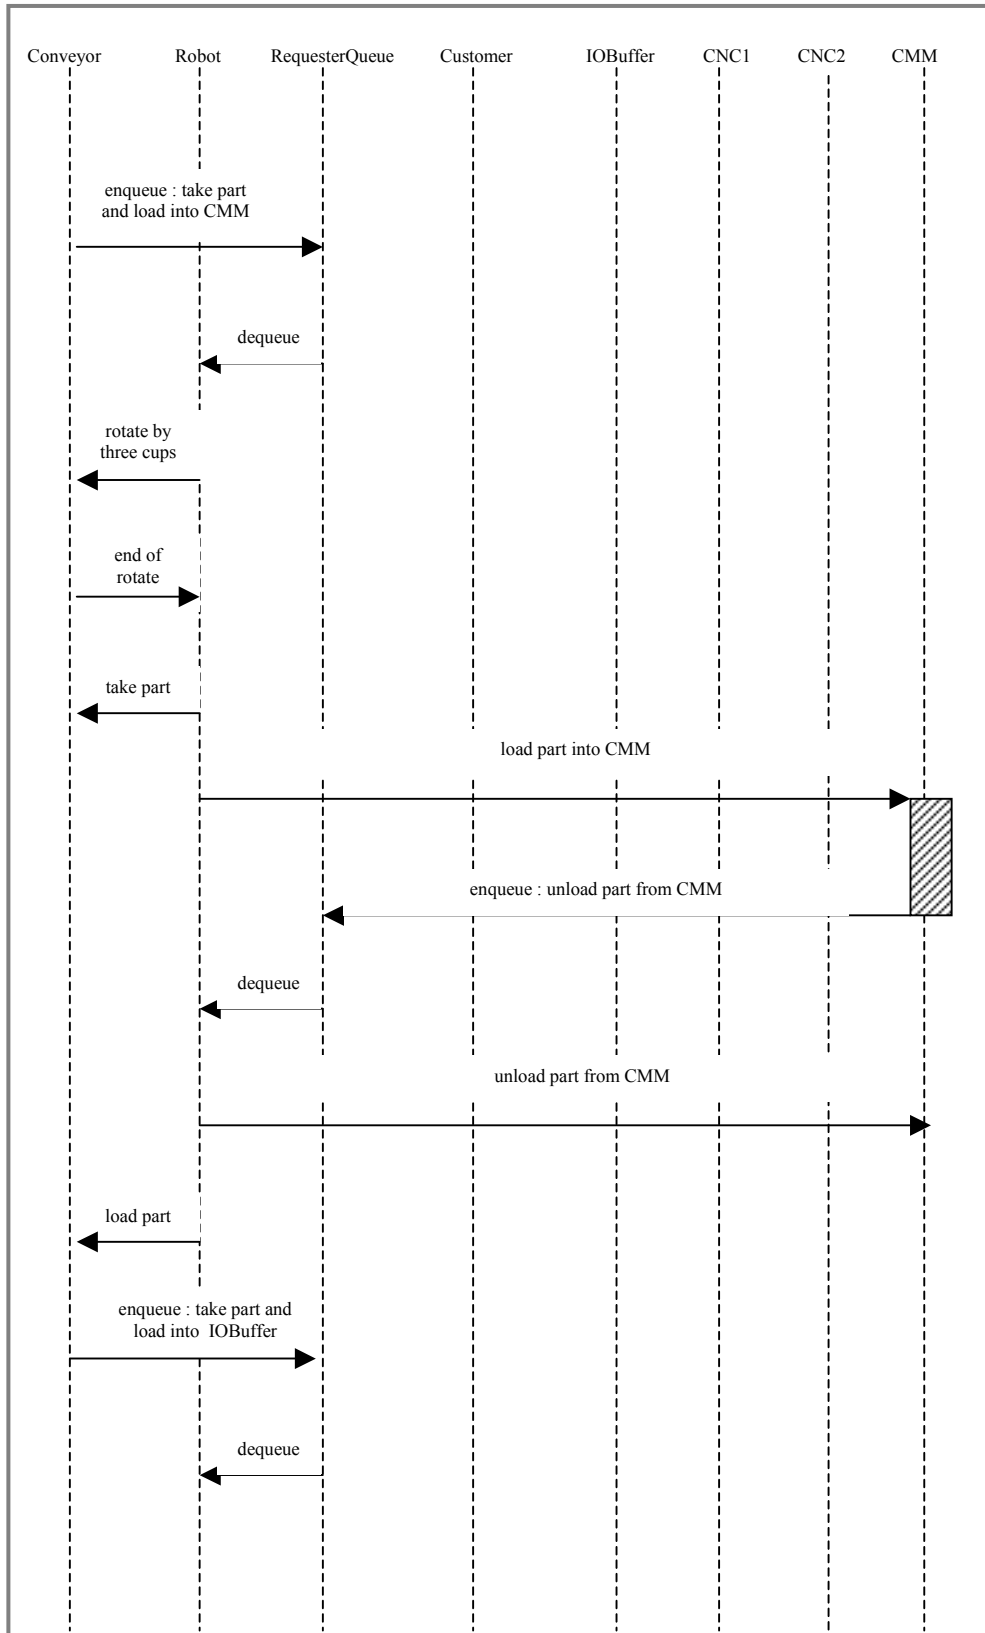 Conveyor Robot RequesterQueue Customer IOBuffer CNC1 CNC2 CMM
enqueue : take part
and load into CMM
dequeue
rotate by
three cups
end of
rotate
take part
load part into CMM
enqueue : unload part from CMM
dequeue
unload part from CMM
load part
enqueue : take part and
load into IOBuffer
dequeue